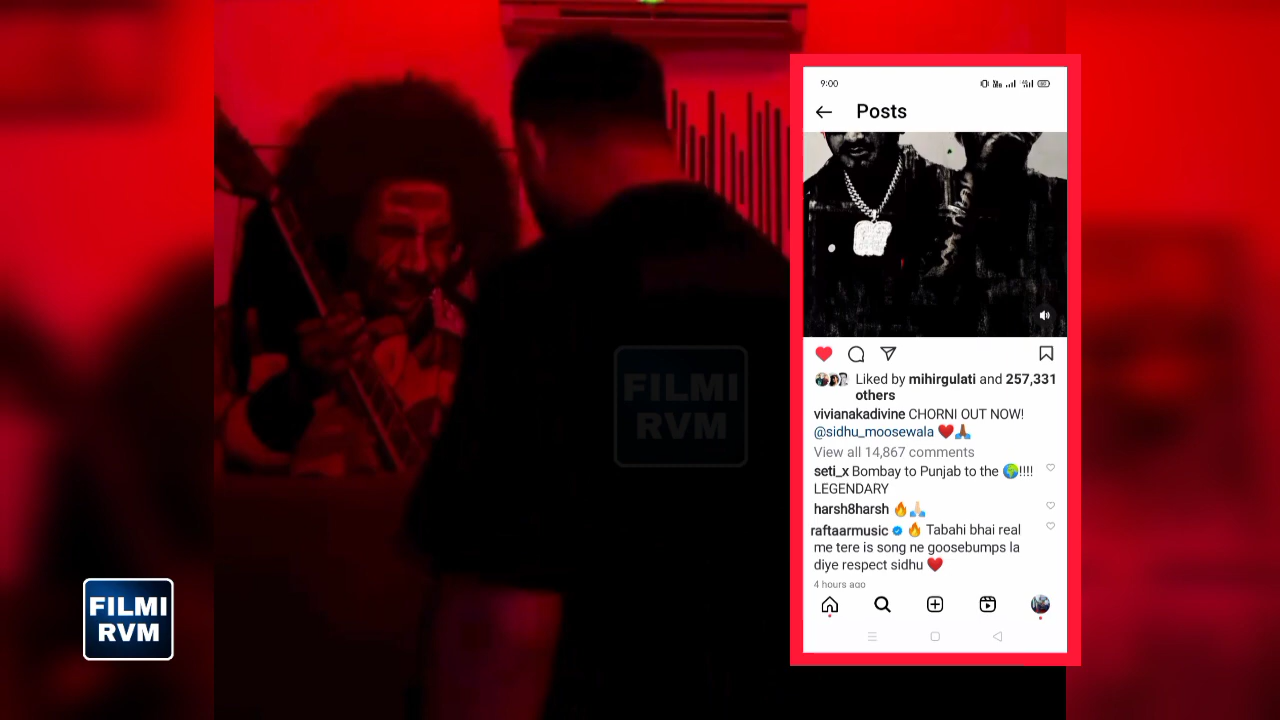 9:00
Posts
Liked by mihirgulati and 257,331
others
vivianakadivine CHORNI OUT NOW!
@sidhu_moosewala ❤️🙏🏾
View all 14,867 comments
seti_x Bombay to Punjab to the 🌍!!!!
LEGENDARY
harsh8harsh 🔥🙏🏻
raftaarmusic 🔥 Tabahi bhai real
me tere is song ne goosebumps la
diye respect sidhu ❤️
4 hours ago
FILMI
RVM
FILMI
RVM